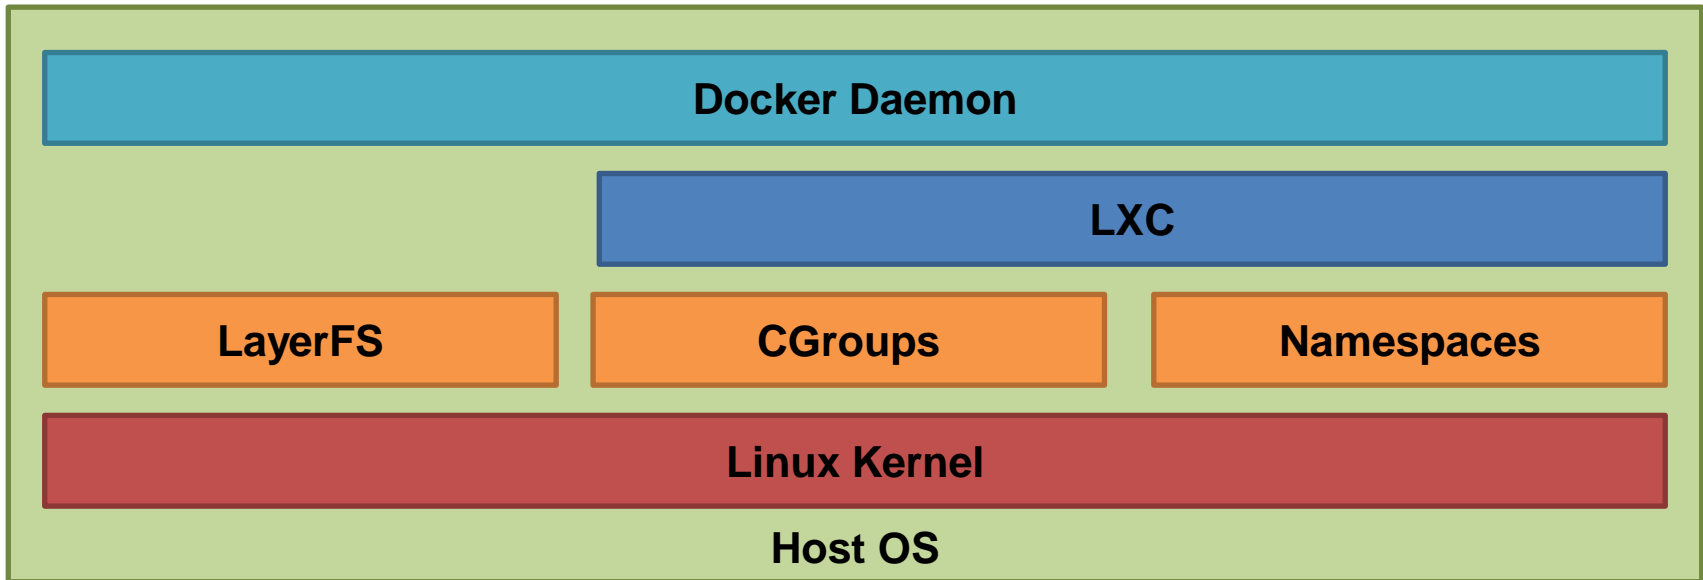 Docker Daemon
LXC
LayerFS
CGroups
Namespaces
Linux Kernel
Host OS